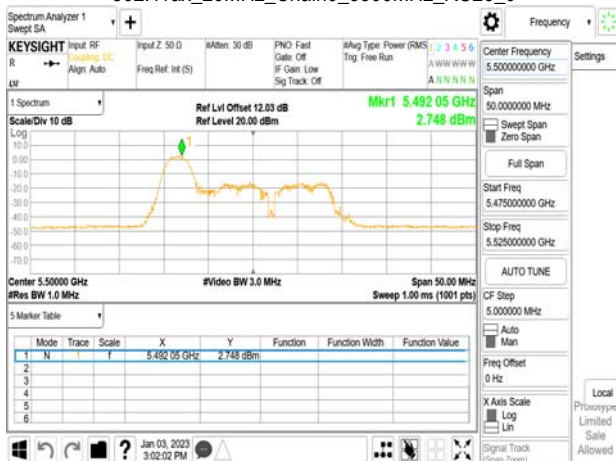 Spectrum Analyzer 1
Swept SA
Frequency
KEYSIGHT
Input: RF
Coupling: DC
Align: Auto
Input Z: 50 Ω
Freq Ref: Int (S)
#Atten: 30 dB
PNO: Fast
Gate: Off
IF Gain: Low
Sig Track: Off
#Avg Type: Power (RMS
Trig: Free Run
1 2 3 4 5 6
A W W W W W
A N N N N N
R
Center Frequency
5.500000000 GHz
Settings
Span
50.0000000 MHz
Swept Span
Zero Span
Full Span
Start Freq
5.475000000 GHz
Stop Freq
5.525000000 GHz
AUTO TUNE
CF Step
5.000000 MHz
Auto
Man
Freq Offset
0 Hz
X Axis Scale
Log
Lin
Signal Track
(Span Zoom)
Local
Prototype
Limited
Sale
Allowed
1 Spectrum
Scale/Div 10 dB
Ref Lvl Offset 12.03 dB
Ref Level 20.00 dBm
Mkr1 5.492 05 GHz
2.748 dBm
Log
10.0
0.00
-10.0
-20.0
-30.0
-40.0
-50.0
-60.0
-70.0
1
Center 5.50000 GHz
#Res BW 1.0 MHz
#Video BW 3.0 MHz
Span 50.00 MHz
Sweep 1.00 ms (1001 pts)
5 Marker Table
Mode Trace Scale X Y Function Function Width Function Value
1 N 1 f 5.492 05 GHz 2.748 dBm
2
3
4
5
6
Jan 03, 2023
3:02:02 PM